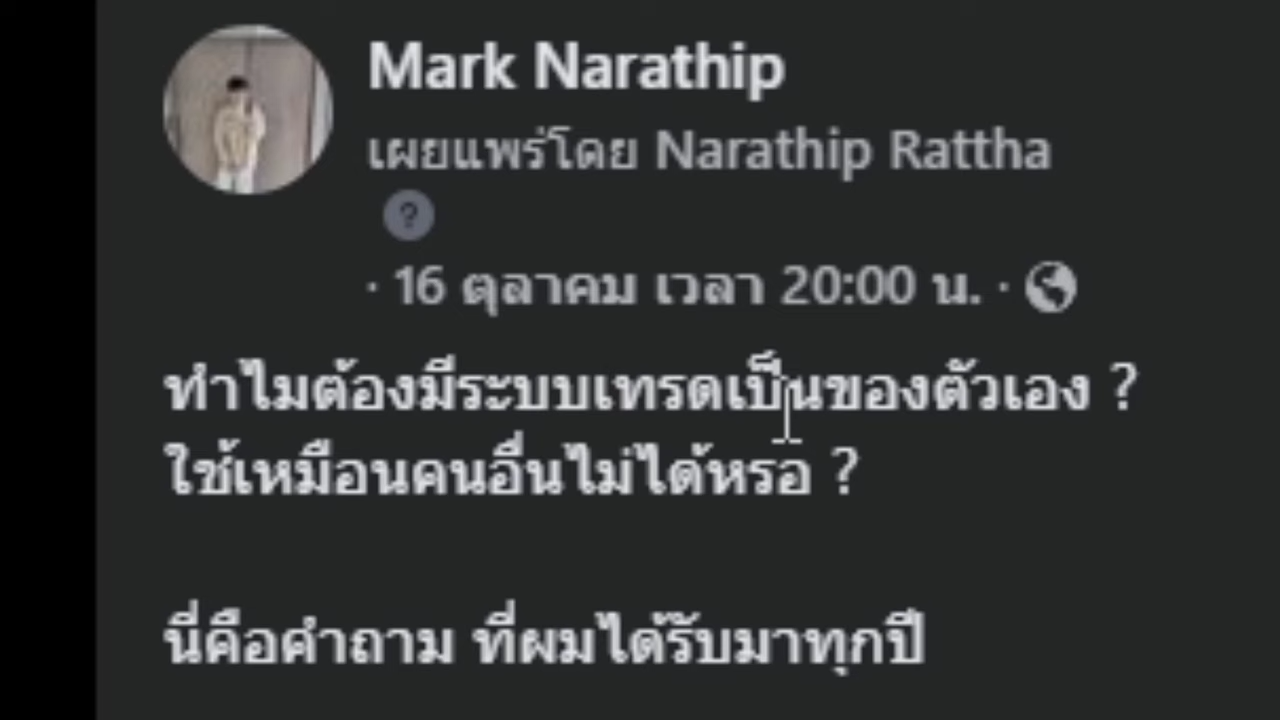 Mark Narathip
เผยแพร่โดย Narathip Rattha
?
· 16 ตุลาคม เวลา 20:00 น. ·
ทำไมต้องมีระบบเทรดเป็นของตัวเอง ?
ใช้เหมือนคนอื่นไม่ได้หรอ ?
นี่คือคำถาม ที่ผมได้รับมาทุกปี